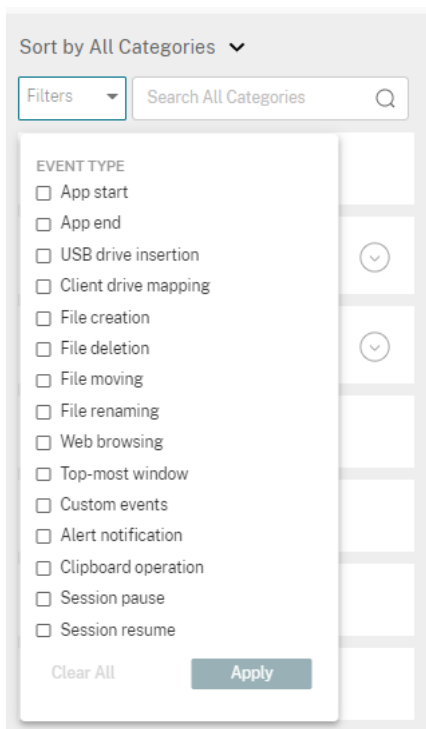 Sort by All Categories
Filters
Search All Categories
EVENT TYPE
App start
App end
USB drive insertion
Client drive mapping
File creation
File deletion
File moving
File renaming
Web browsing
Top-most window
Custom events
Alert notification
Clipboard operation
Session pause
Session resume
Clear All
Apply